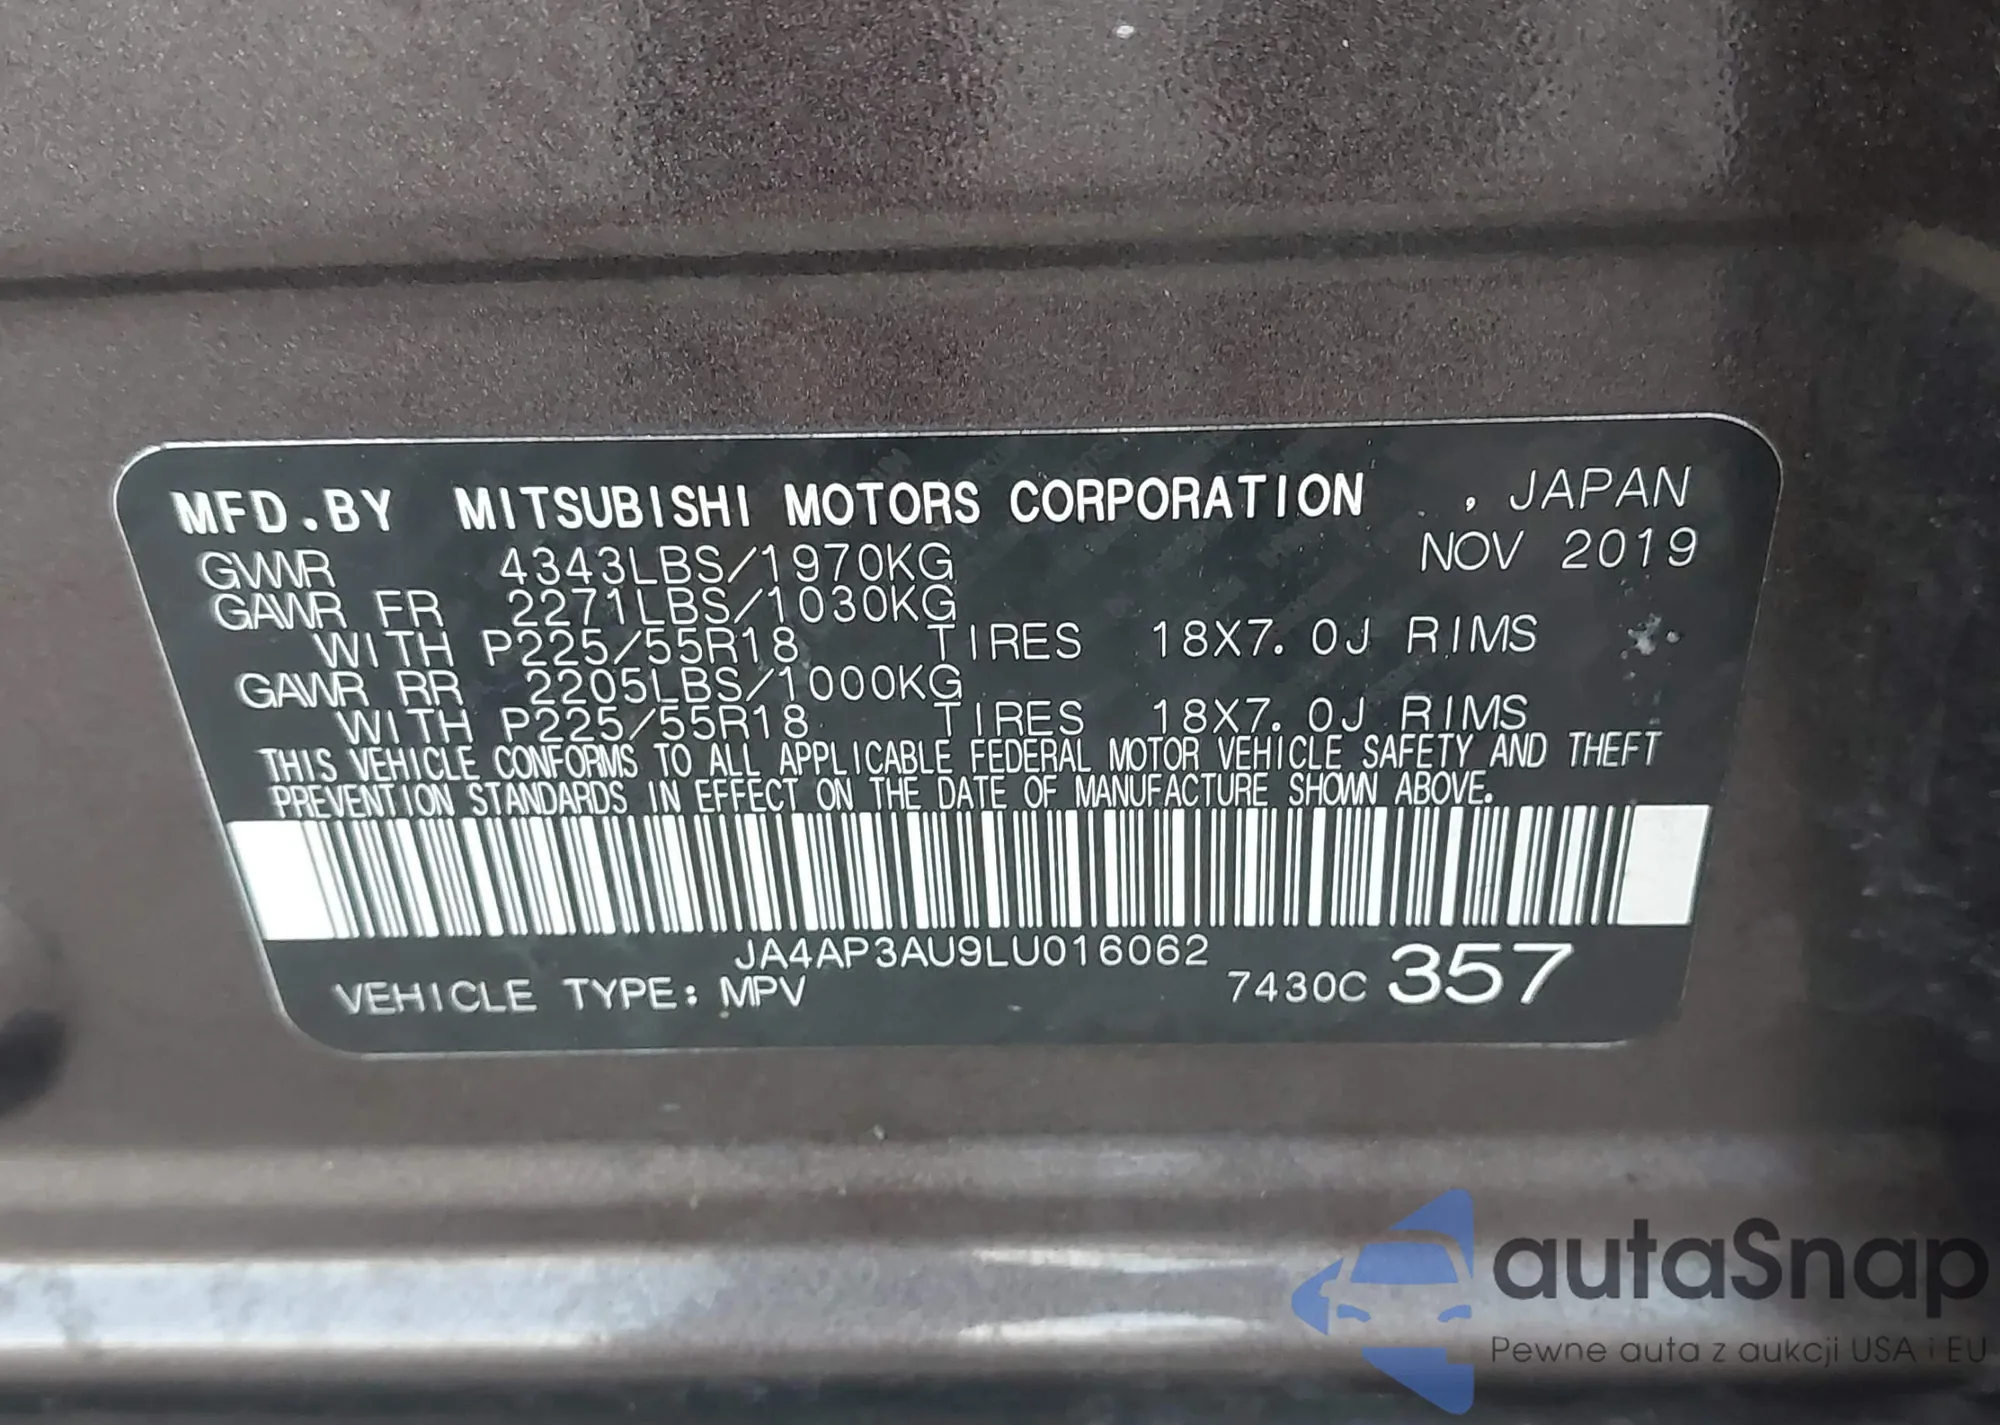 MFD.BY MITSUBISHI MOTORS CORPORATION , JAPAN
GVWR 4343LBS/1970KG NOV 2019
GAWR FR 2271LBS/1030KG
WITH P225/55R18 TIRES 18X7.0J RIMS
GAWR RR 2205LBS/1000KG
WITH P225/55R18 TIRES 18X7.0J RIMS
THIS VEHICLE CONFORMS TO ALL APPLICABLE FEDERAL MOTOR VEHICLE SAFETY AND THEFT
PREVENTION STANDARDS IN EFFECT ON THE DATE OF MANUFACTURE SHOWN ABOVE.
JA4AP3AU9LU016062
VEHICLE TYPE: MPV 7430C 357
autaSnap
Pewne auta z aukcji USA i EU